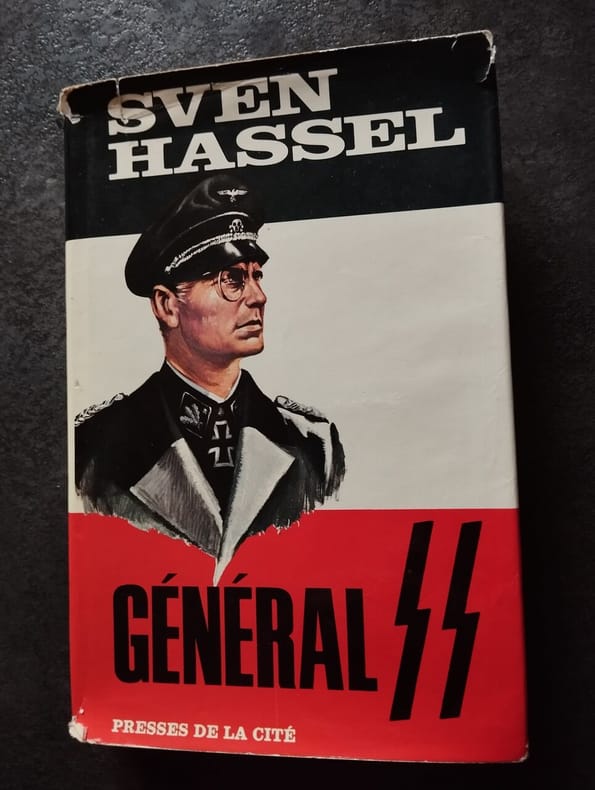 SVEN
HASSEL
GÉNÉRAL SS
PRESSES DE LA CITÉ